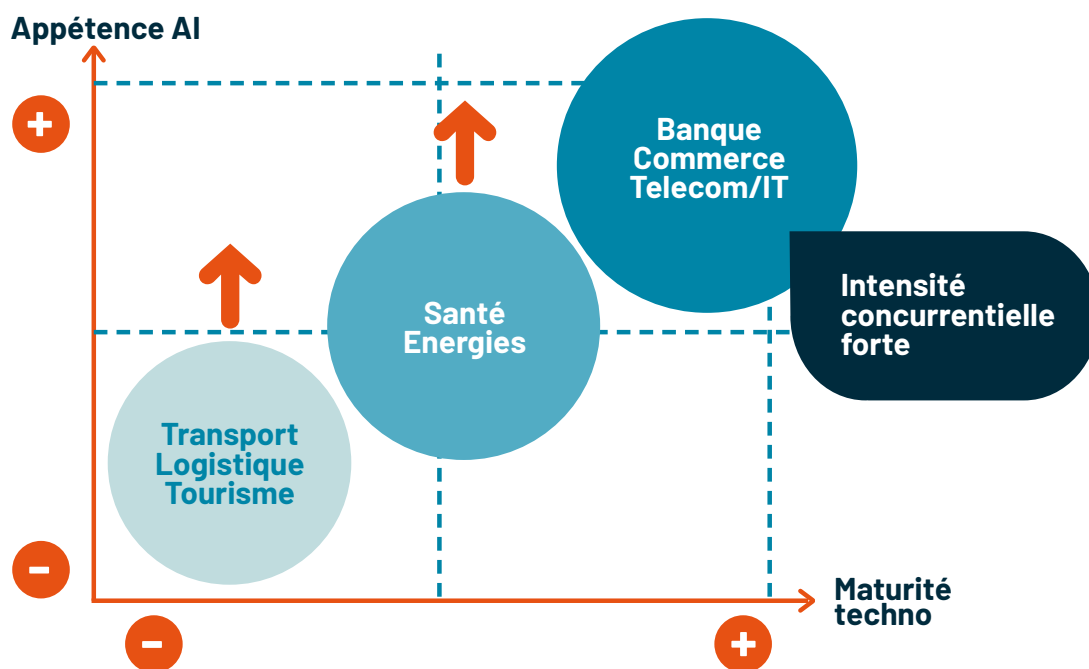 Appétence AI
+
Banque
Commerce
Telecom/IT
Intensité
concurrentielle
forte
Santé
Energies
Transport
Logistique
Tourisme
-
Maturité
techno
-
+